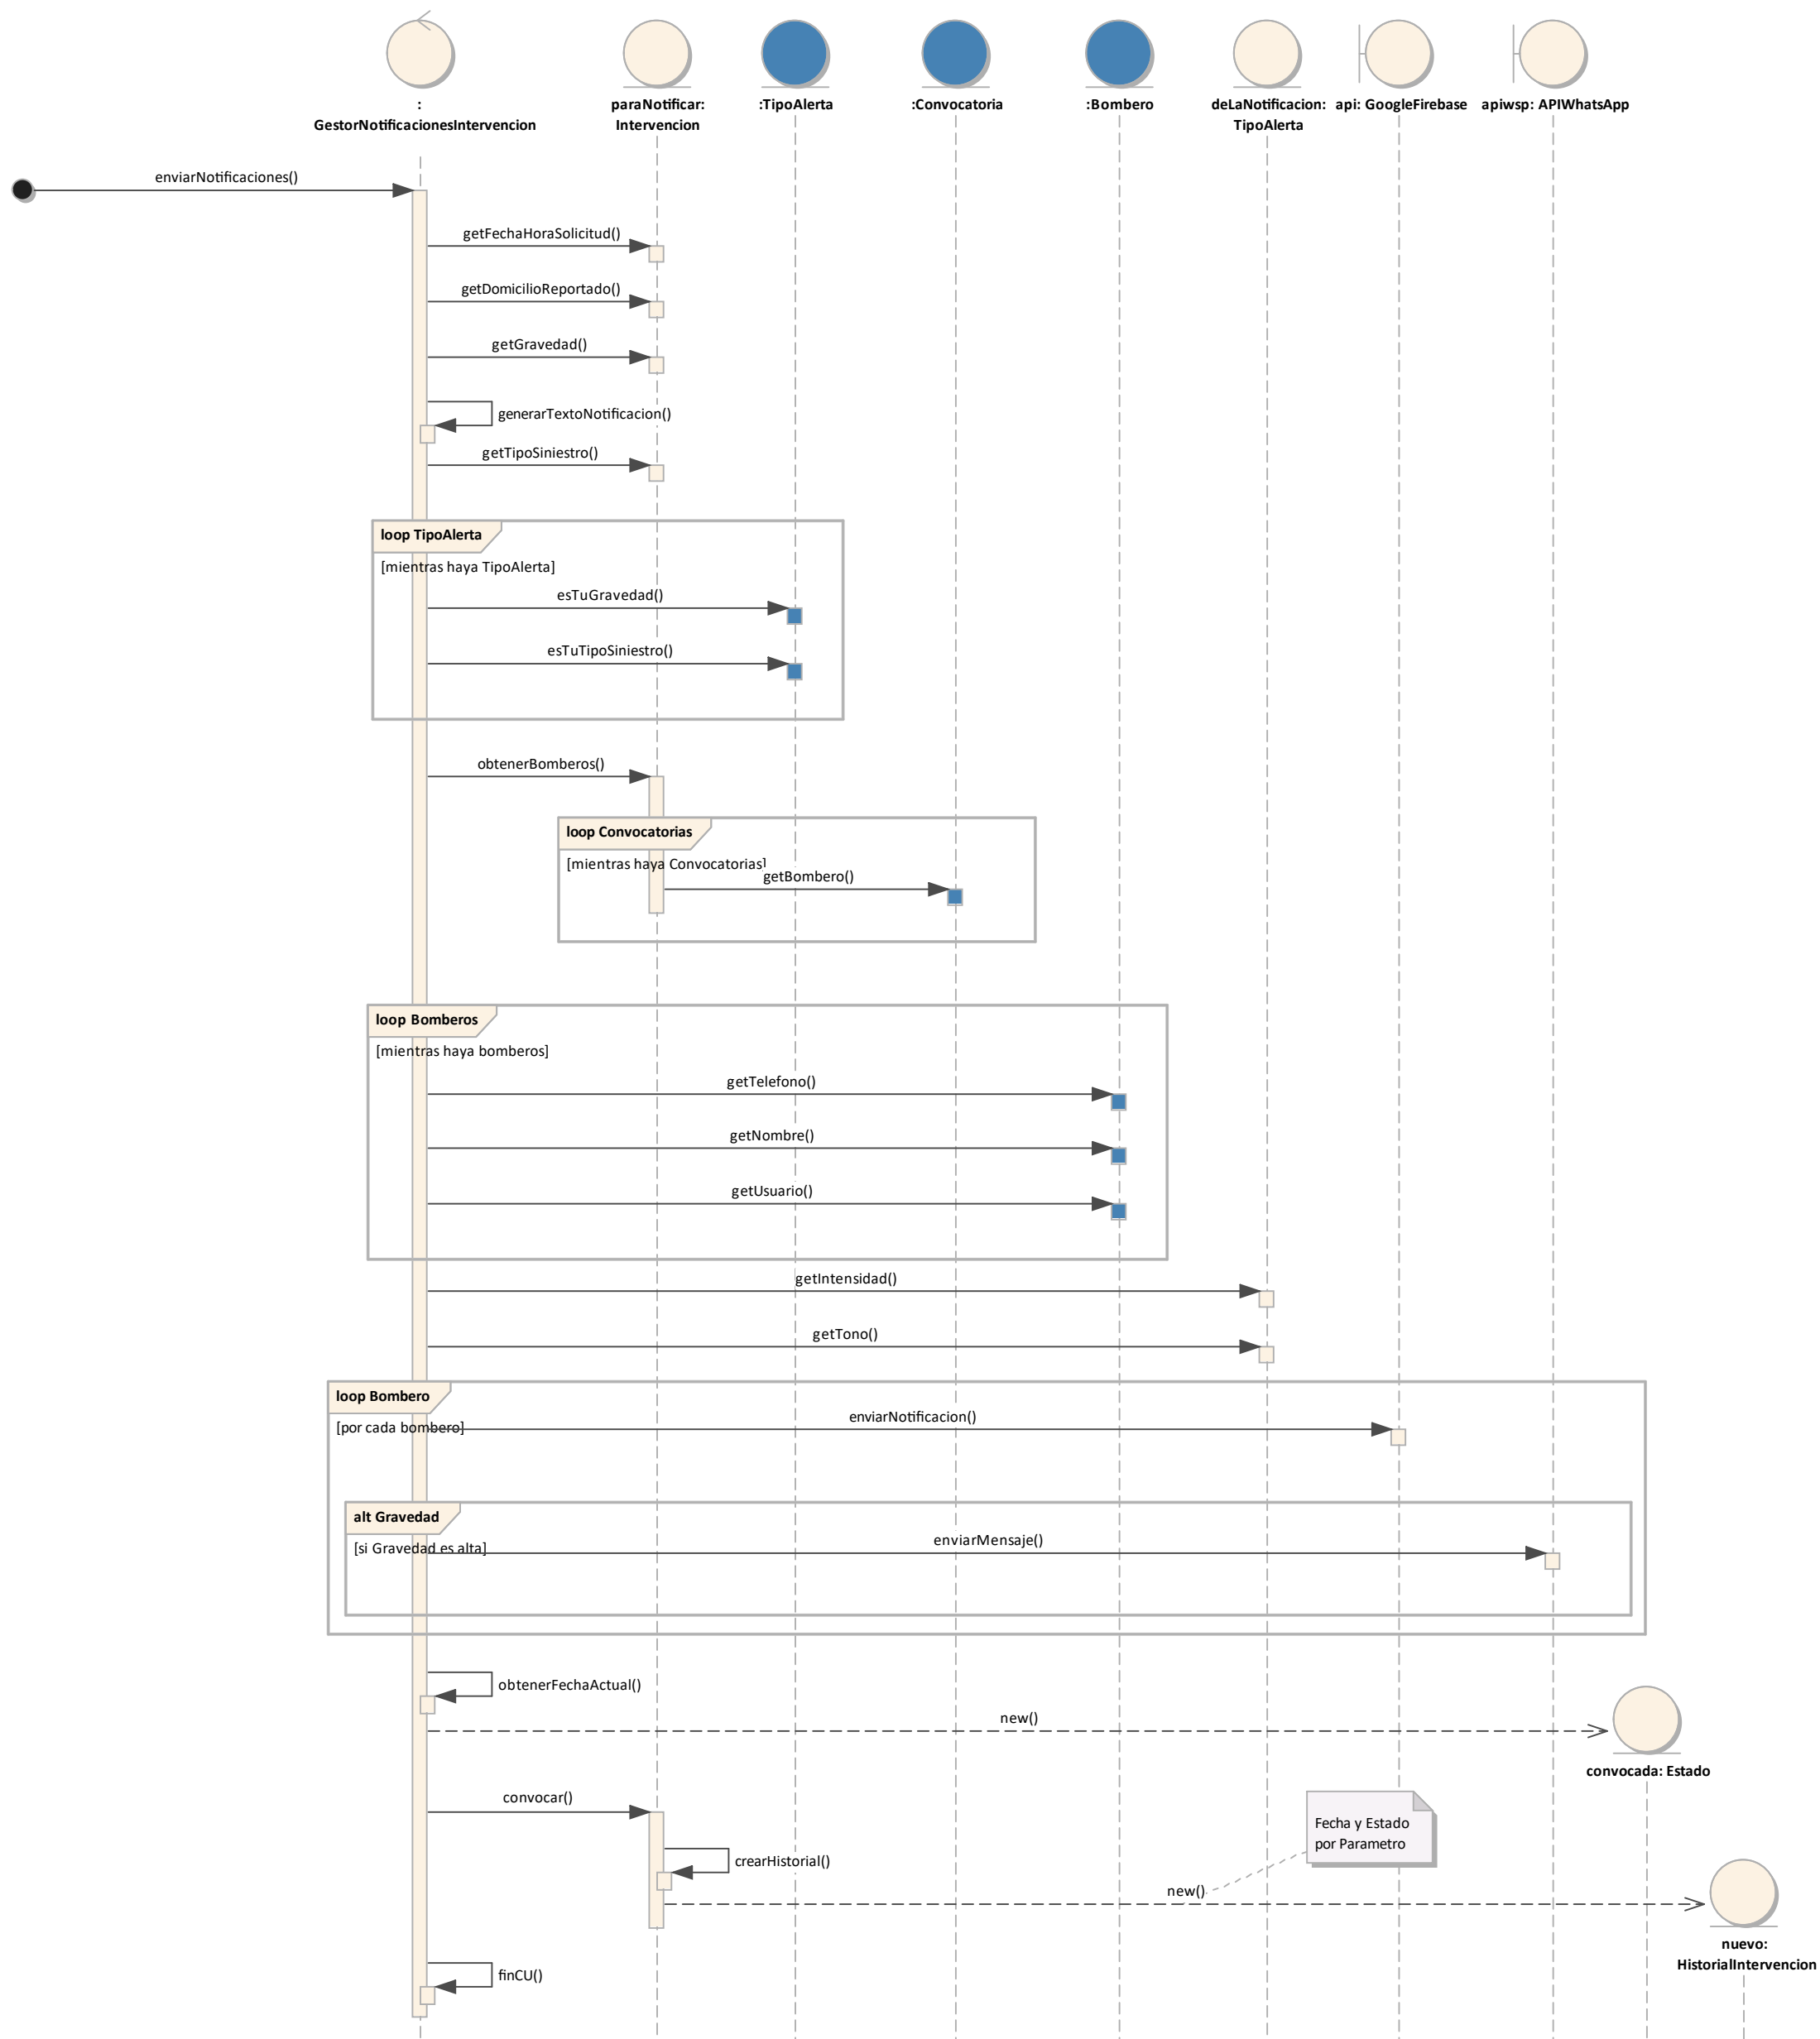 :
GestorNotificacionesIntervencion
paraNotificar:
Intervencion
:TipoAlerta
:Convocatoria
:Bombero
deLaNotificacion:
TipoAlerta
api: GoogleFirebase
apiwsp: APIWhatsApp
enviarNotificaciones()
getFechaHoraSolicitud()
getDomicilioReportado()
getGravedad()
generarTextoNotificacion()
getTipoSiniestro()
loop TipoAlerta
[mientras haya TipoAlerta]
esTuGravedad()
esTuTipoSiniestro()
obtenerBomberos()
loop Convocatorias
[mientras haya Convocatorias]
getBombero()
loop Bomberos
[mientras haya bomberos]
getTelefono()
getNombre()
getUsuario()
getIntensidad()
getTono()
loop Bombero
[por cada bombero]
enviarNotificacion()
alt Gravedad
[si Gravedad es alta]
enviarMensaje()
obtenerFechaActual()
new()
convocada: Estado
convocar()
Fecha y Estado
por Parametro
crearHistorial()
new()
nuevo:
HistorialIntervencion
finCU()